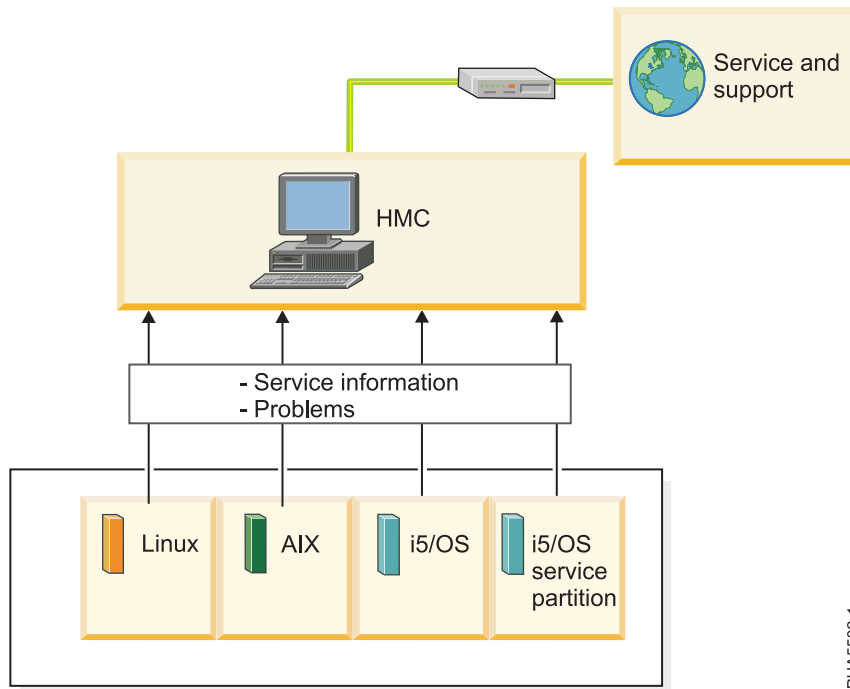 Service and
support
HMC
- Service information
- Problems
Linux
AIX
i5/OS
i5/OS
service
partition